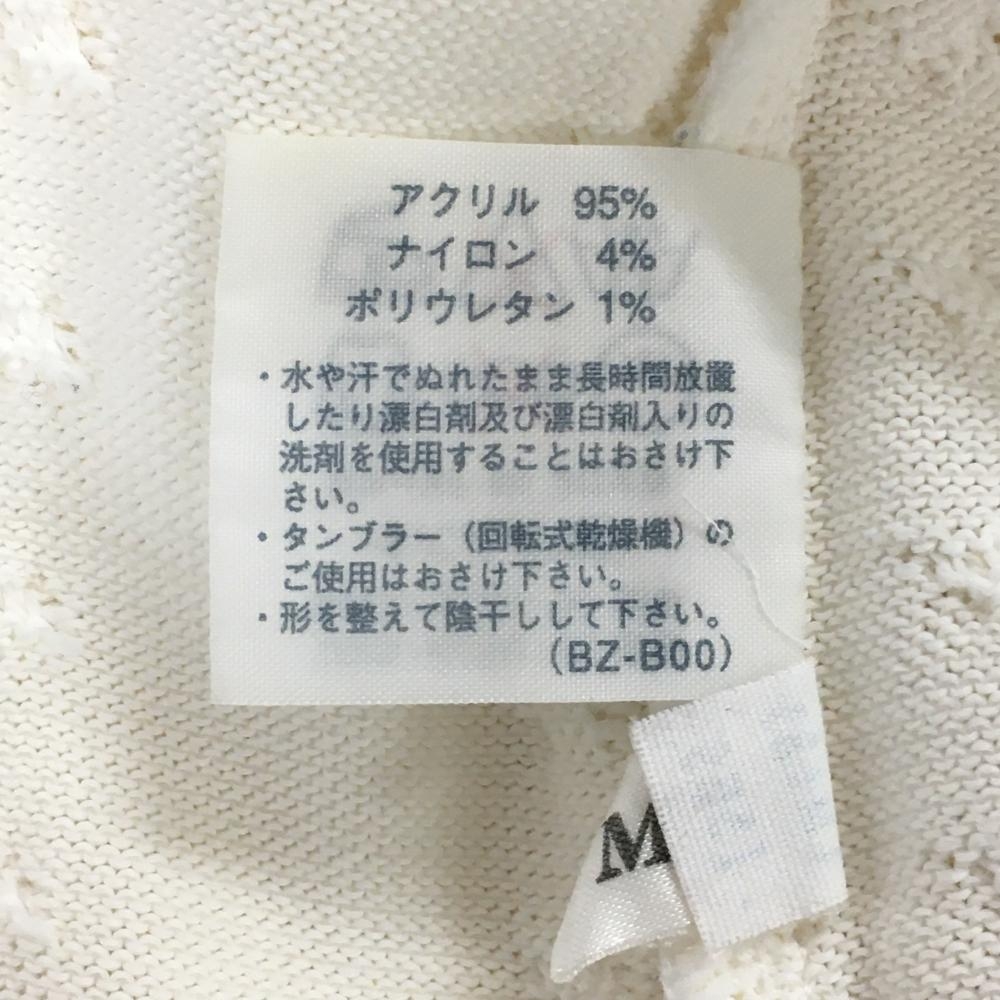 アクリル 95%
ナイロン 4%
ポリウレタン 1%
・水や汗でぬれたまま長時間放置
したり漂白剤及び漂白剤入りの
洗剤を使用することはおさけ下
さい。
・タンブラー（回転式乾燥機）の
ご使用はおさけ下さい。
・形を整えて陰干しして下さい。
（BZ-B00）
M